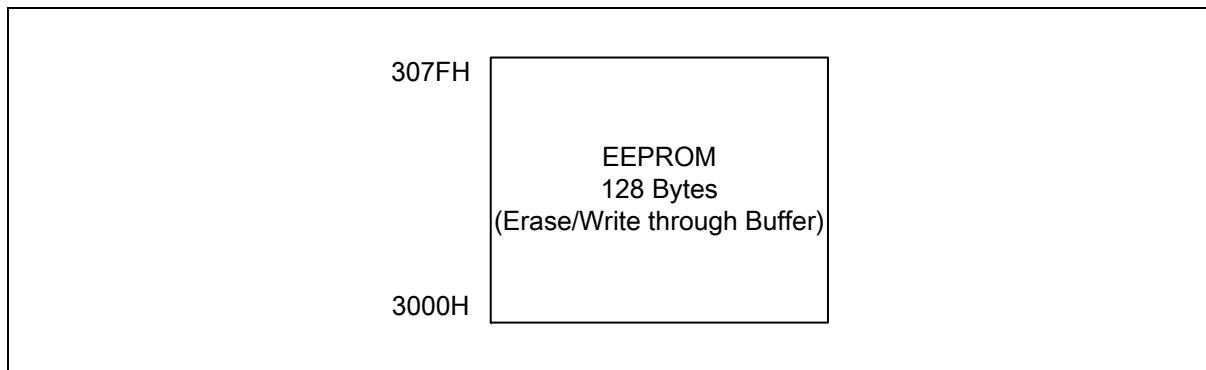 307FH
EEPROM
128 Bytes
(Erase/Write through Buffer)
3000H